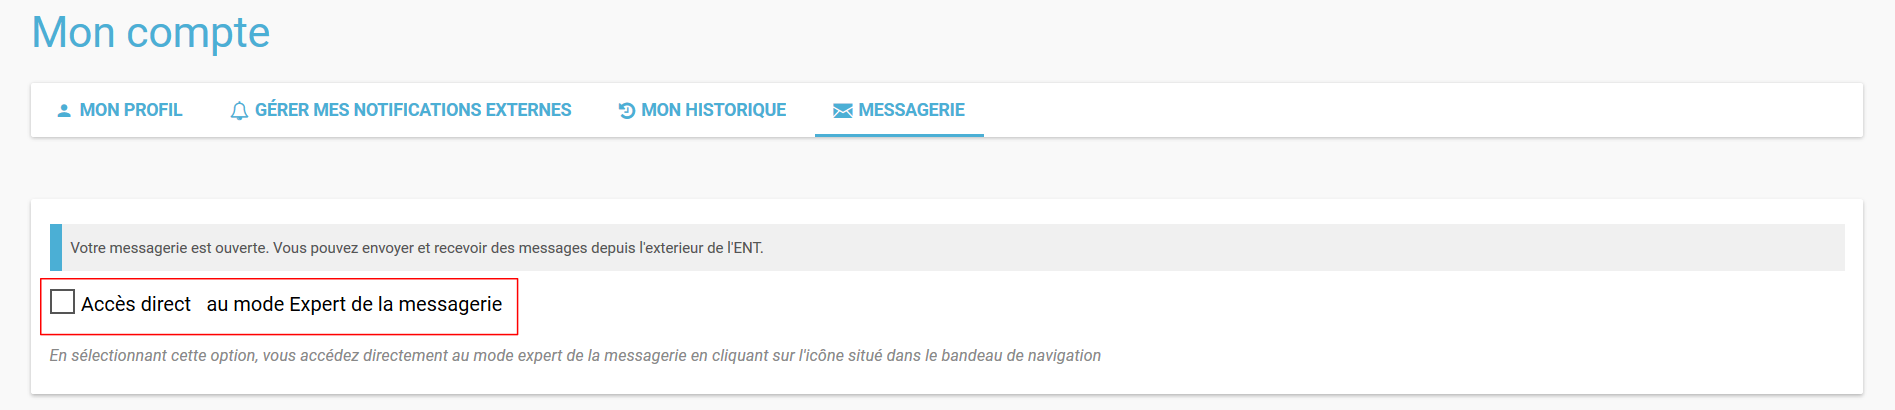 Mon compte
MON PROFIL GÉRER MES NOTIFICATIONS EXTERNES MON HISTORIQUE MESSAGERIE
Votre messagerie est ouverte. Vous pouvez envoyer et recevoir des messages depuis l'exterieur de l'ENT.
Accès direct au mode Expert de la messagerie
En sélectionnant cette option, vous accédez directement au mode expert de la messagerie en cliquant sur l'icône situé dans le bandeau de navigation